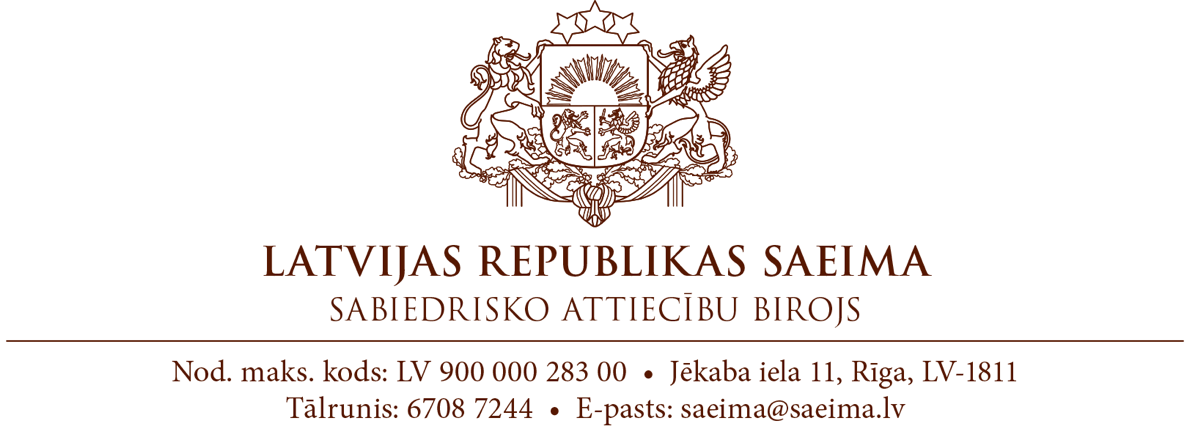 LATVIJAS REPUBLIKAS SAEIMA
SABIEDRISKO ATTIECĪBU BIROJS
Nod. maks. kods: LV 900 000 283 00 • Jēkaba iela 11, Rīga, LV-1811
Tālrunis: 6708 7244 • E-pasts: saeima@saeima.lv